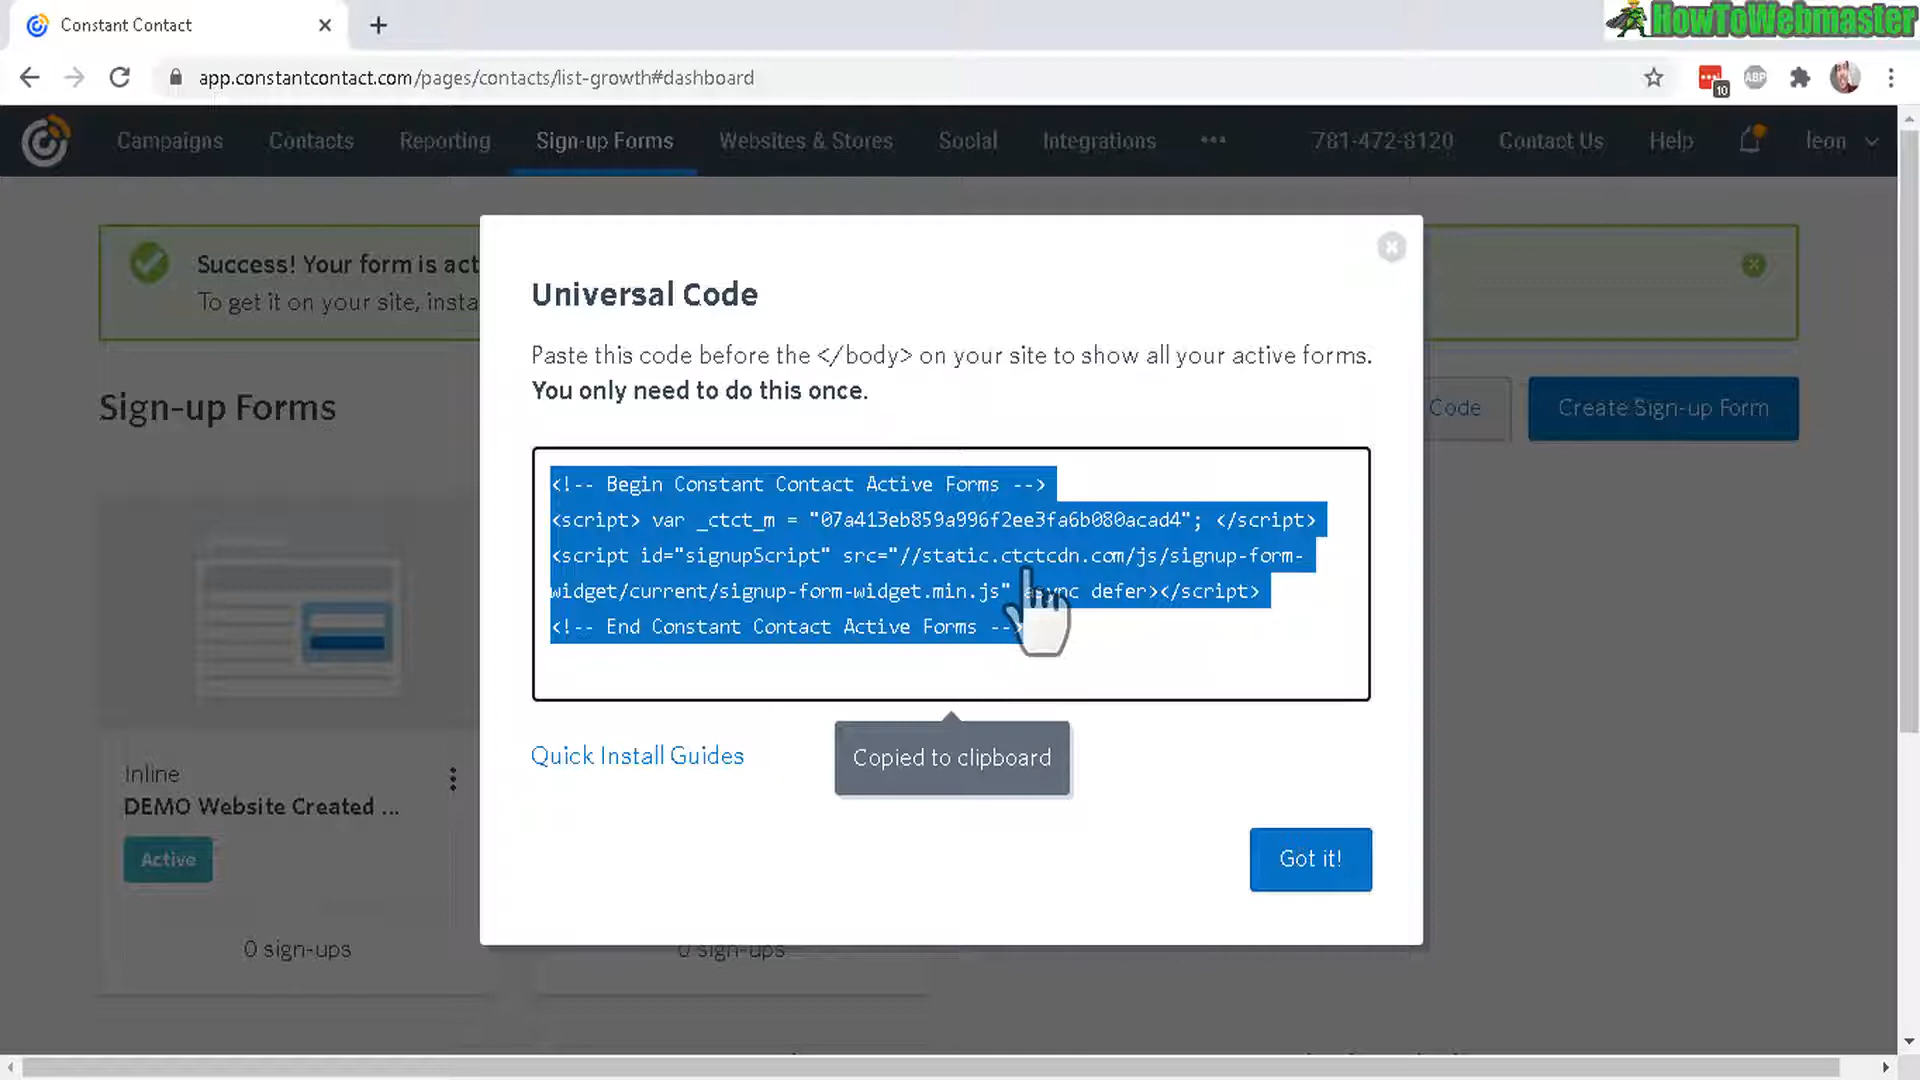 Constant Contact
HowToWebmaster
app.constantcontact.com/pages/contacts/list-growth#dashboard
10
ABP
Campaigns Contacts Reporting Sign-up Forms Websites & Stores Social Integrations ••• 781-472-8120 Contact Us Help leon
Success! Your form is act
To get it on your site, insta
Universal Code
Paste this code before the </body> on your site to show all your active forms.
You only need to do this once.
Sign-up Forms
Code
Create Sign-up Form
<!-- Begin Constant Contact Active Forms -->
<script> var _ctct_m = "07a413eb859a996f2ee3fa6b080acad4"; </script>
<script id="signupScript" src="//static.ctctcdn.com/js/signup-form-
widget/current/signup-form-widget.min.js" async defer></script>
<!-- End Constant Contact Active Forms -->
Quick Install Guides
Copied to clipboard
Inline
DEMO Website Created ...
Active
Got it!
0 sign-ups
0 sign-ups